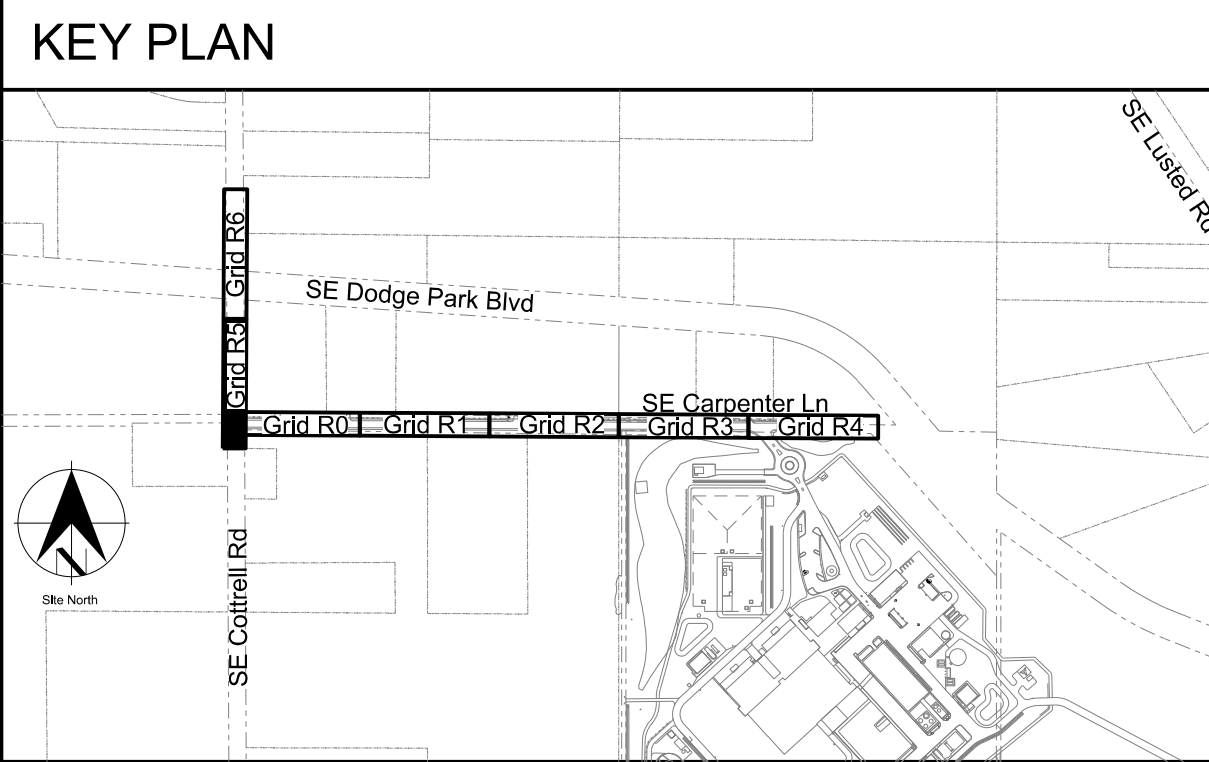 KEY PLAN
SE Lusted Rd
Grid R6
SE Dodge Park Blvd
Grid R5
SE Carpenter Ln
Grid R0
Grid R1
Grid R2
Grid R3
Grid R4
N
Site North
SE Cottrell Rd